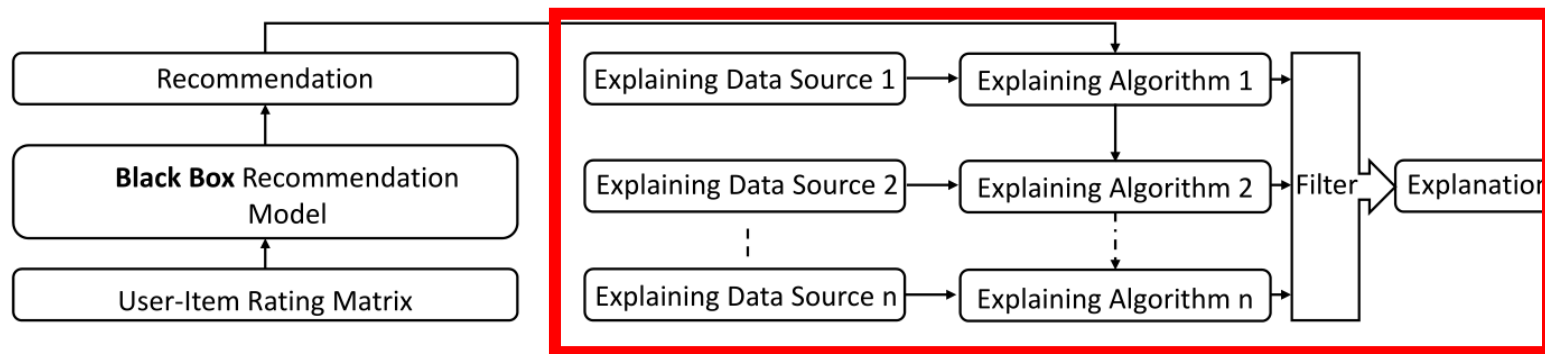 Recommendation
Black Box Recommendation
Model
User-Item Rating Matrix
Explaining Data Source 1
Explaining Algorithm 1
Explaining Data Source 2
Explaining Algorithm 2
Explaining Data Source n
Explaining Algorithm n
Filter
Explanation